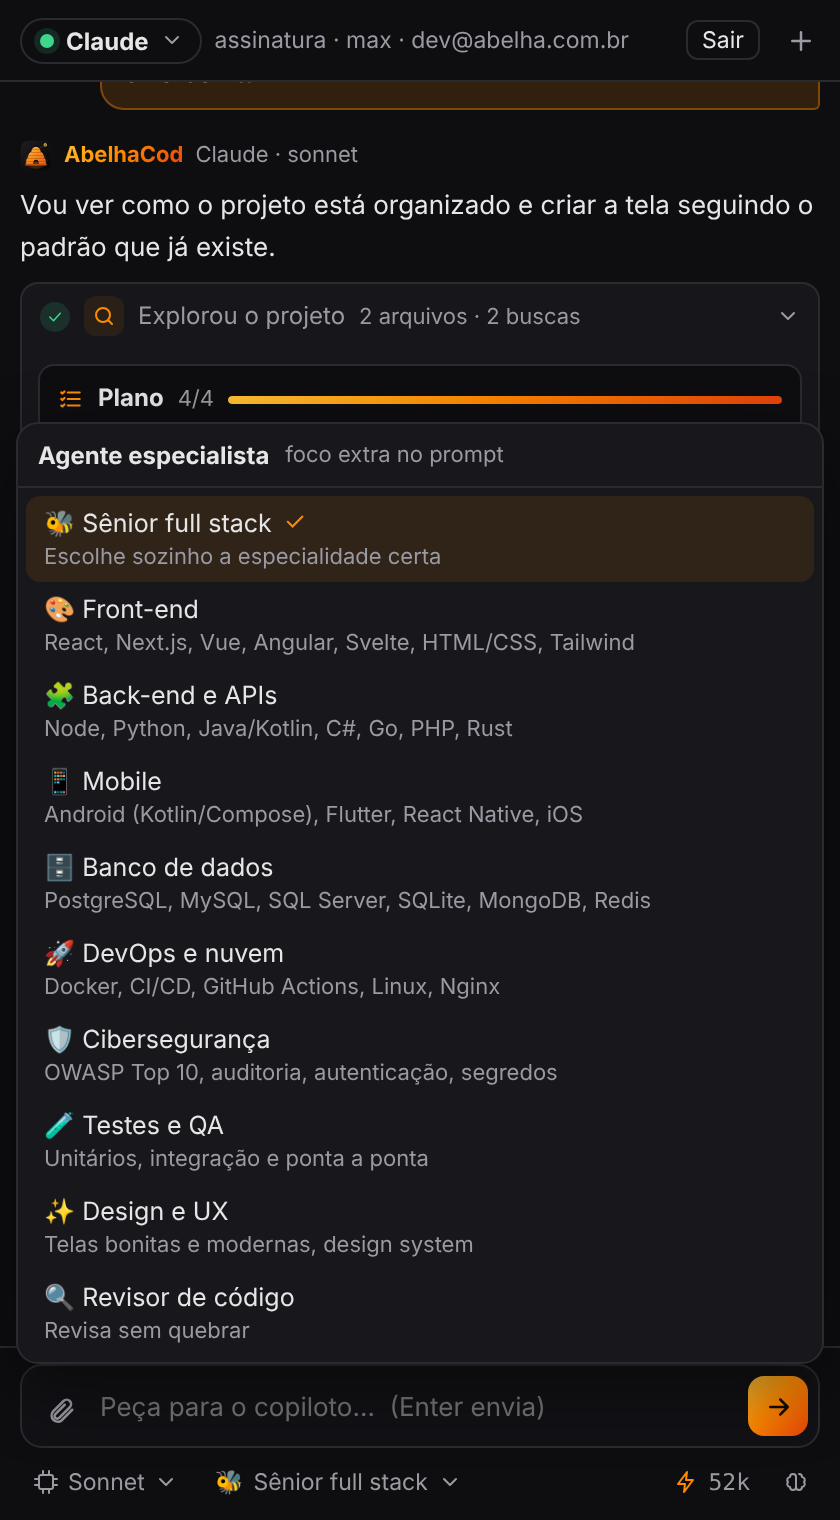 Claude
assinatura · max · dev@abelha.com.br
Sair
AbelhaCod Claude · sonnet
Vou ver como o projeto está organizado e criar a tela seguindo o
padrão que já existe.
Explorou o projeto 2 arquivos · 2 buscas
Plano 4/4
Agente especialista foco extra no prompt
Sênior full stack
Escolhe sozinho a especialidade certa
Front-end
React, Next.js, Vue, Angular, Svelte, HTML/CSS, Tailwind
Back-end e APIs
Node, Python, Java/Kotlin, C#, Go, PHP, Rust
Mobile
Android (Kotlin/Compose), Flutter, React Native, iOS
Banco de dados
PostgreSQL, MySQL, SQL Server, SQLite, MongoDB, Redis
DevOps e nuvem
Docker, CI/CD, GitHub Actions, Linux, Nginx
Cibersegurança
OWASP Top 10, auditoria, autenticação, segredos
Testes e QA
Unitários, integração e ponta a ponta
Design e UX
Telas bonitas e modernas, design system
Revisor de código
Revisa sem quebrar
Peça para o copiloto... (Enter envia)
Sonnet
Sênior full stack
52k